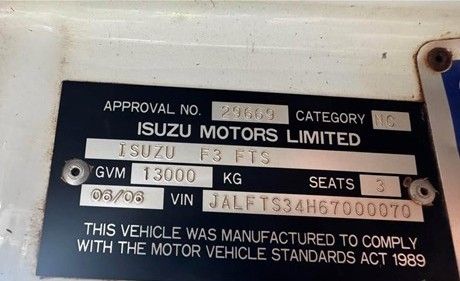 APPROVAL NO. 29669 CATEGORY NC
ISUZU MOTORS LIMITED
ISUZU F3 FTS
GVM 13000 KG SEATS 3
06/06 VIN JALFTS34H67000070
THIS VEHICLE WAS MANUFACTURED TO COMPLY
WITH THE MOTOR VEHICLE STANDARDS ACT 1989